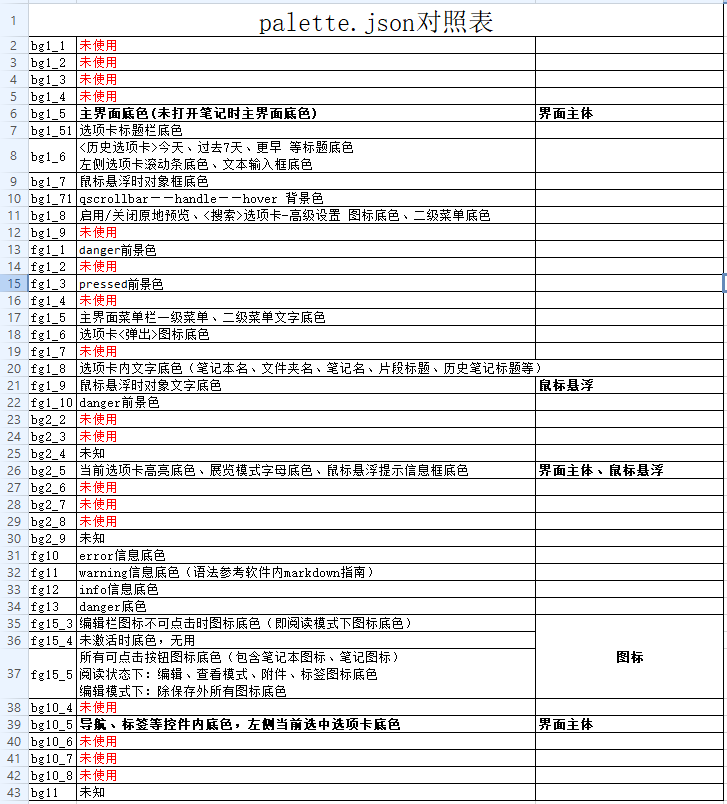 1 palette.json对照表
2 bg1_1 未使用
3 bg1_2 未使用
4 bg1_3 未使用
5 bg1_4 未使用
6 bg1_5 主界面底色(未打开笔记时主界面底色) 界面主体
7 bg1_51 选项卡标题栏底色
8 bg1_6 <历史选项卡>今天、过去7天、更早 等标题底色
左侧选项卡滚动条底色、文本输入框底色
9 bg1_7 鼠标悬浮时对象框底色
10 bg1_71 qscrollbar——handle——hover 背景色
11 bg1_8 启用/关闭原地预览、<搜索>选项卡-高级设置 图标底色、二级菜单底色
12 bg1_9 未使用
13 fg1_1 danger前景色
14 fg1_2 未使用
15 fg1_3 pressed前景色
16 fg1_4 未使用
17 fg1_5 主界面菜单栏一级菜单、二级菜单文字底色
18 fg1_6 选项卡<弹出>图标底色
19 fg1_7 未使用
20 fg1_8 选项卡内文字底色（笔记本名、文件夹名、笔记名、片段标题、历史笔记标题等）
21 fg1_9 鼠标悬浮时对象文字底色 鼠标悬浮
22 fg1_10 danger前景色
23 bg2_2 未使用
24 bg2_3 未使用
25 bg2_4 未知
26 bg2_5 当前选项卡高亮底色、展览模式字母底色、鼠标悬浮提示信息框底色 界面主体、鼠标悬浮
27 bg2_6 未使用
28 bg2_7 未使用
29 bg2_8 未使用
30 bg2_9 未知
31 fg10 error信息底色
32 fg11 warning信息底色（语法参考软件内markdown指南）
33 fg12 info信息底色
34 fg13 danger底色
35 fg15_3 编辑栏图标不可点击时图标底色（即阅读模式下图标底色）
36 fg15_4 未激活时底色，无用
37 fg15_5 所有可点击按钮图标底色（包含笔记本图标、笔记图标）
阅读状态下：编辑、查看模式、附件、标签图标底色
编辑模式下：除保存外所有图标底色
图标
38 bg10_4 未使用
39 bg10_5 导航、标签等控件内底色，左侧当前选中选项卡底色 界面主体
40 bg10_6 未使用
41 bg10_7 未使用
42 bg10_8 未使用
43 bg11 未知